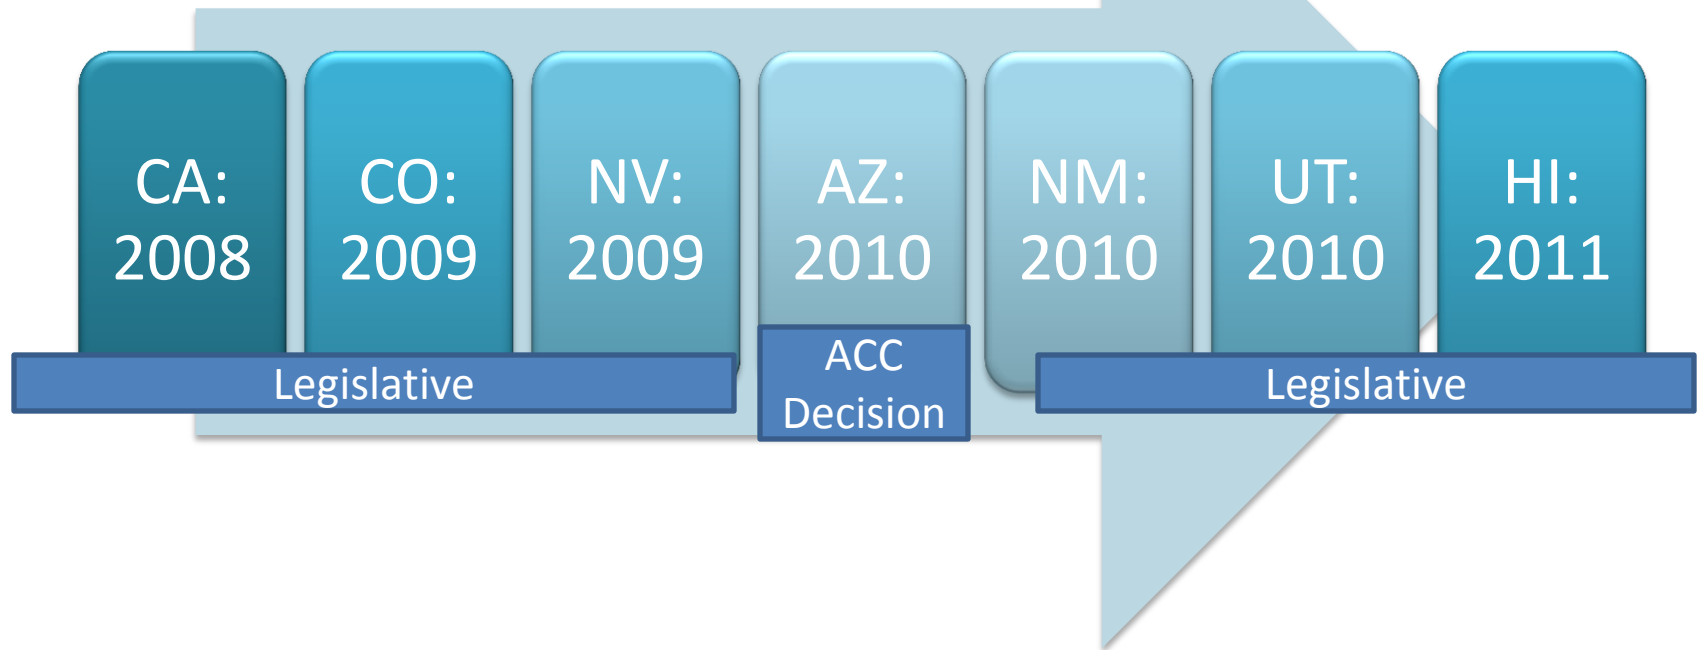 CA:
2008
CO:
2009
NV:
2009
AZ:
2010
NM:
2010
UT:
2010
HI:
2011
Legislative
ACC
Decision
Legislative